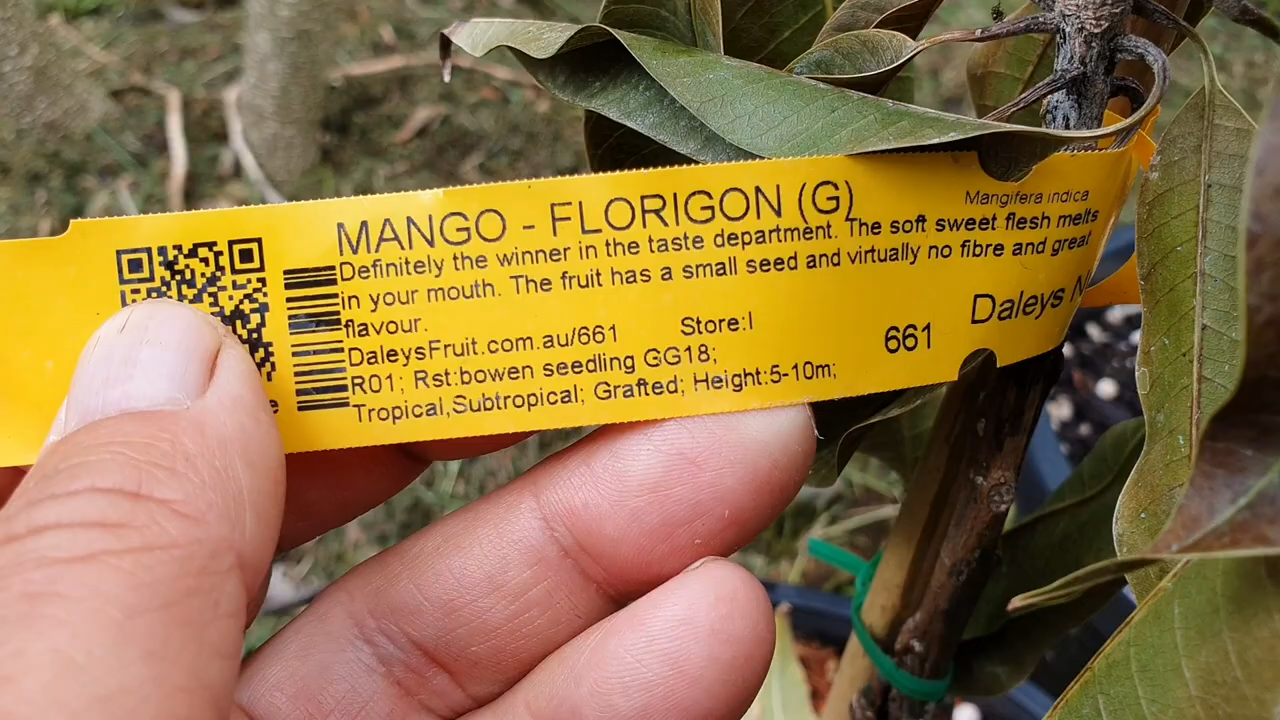 MANGO - FLORIGON (G)
Mangifera indica
Definitely the winner in the taste department. The soft sweet flesh melts
in your mouth. The fruit has a small seed and virtually no fibre and great
flavour.
DaleysFruit.com.au/661 Store:I
661
Daleys
R01; Rst:bowen seedling GG18;
Tropical,Subtropical; Grafted; Height:5-10m;